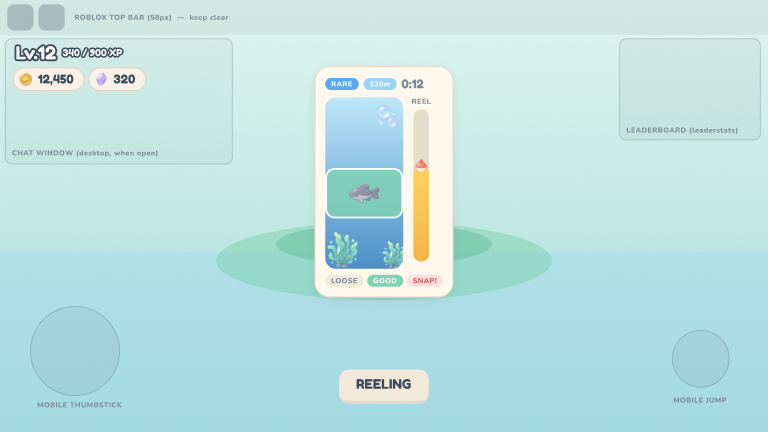 ROBLOX TOP BAR (58px) — keep clear
Lv.12 340/900 XP
12,450 320
CHAT WINDOW (desktop, when open)
LEADERBOARD (leaderstats)
RARE 120m 0:12
REEL
LOOSE GOOD SNAP!
REELING
MOBILE THUMBSTICK
MOBILE JUMP